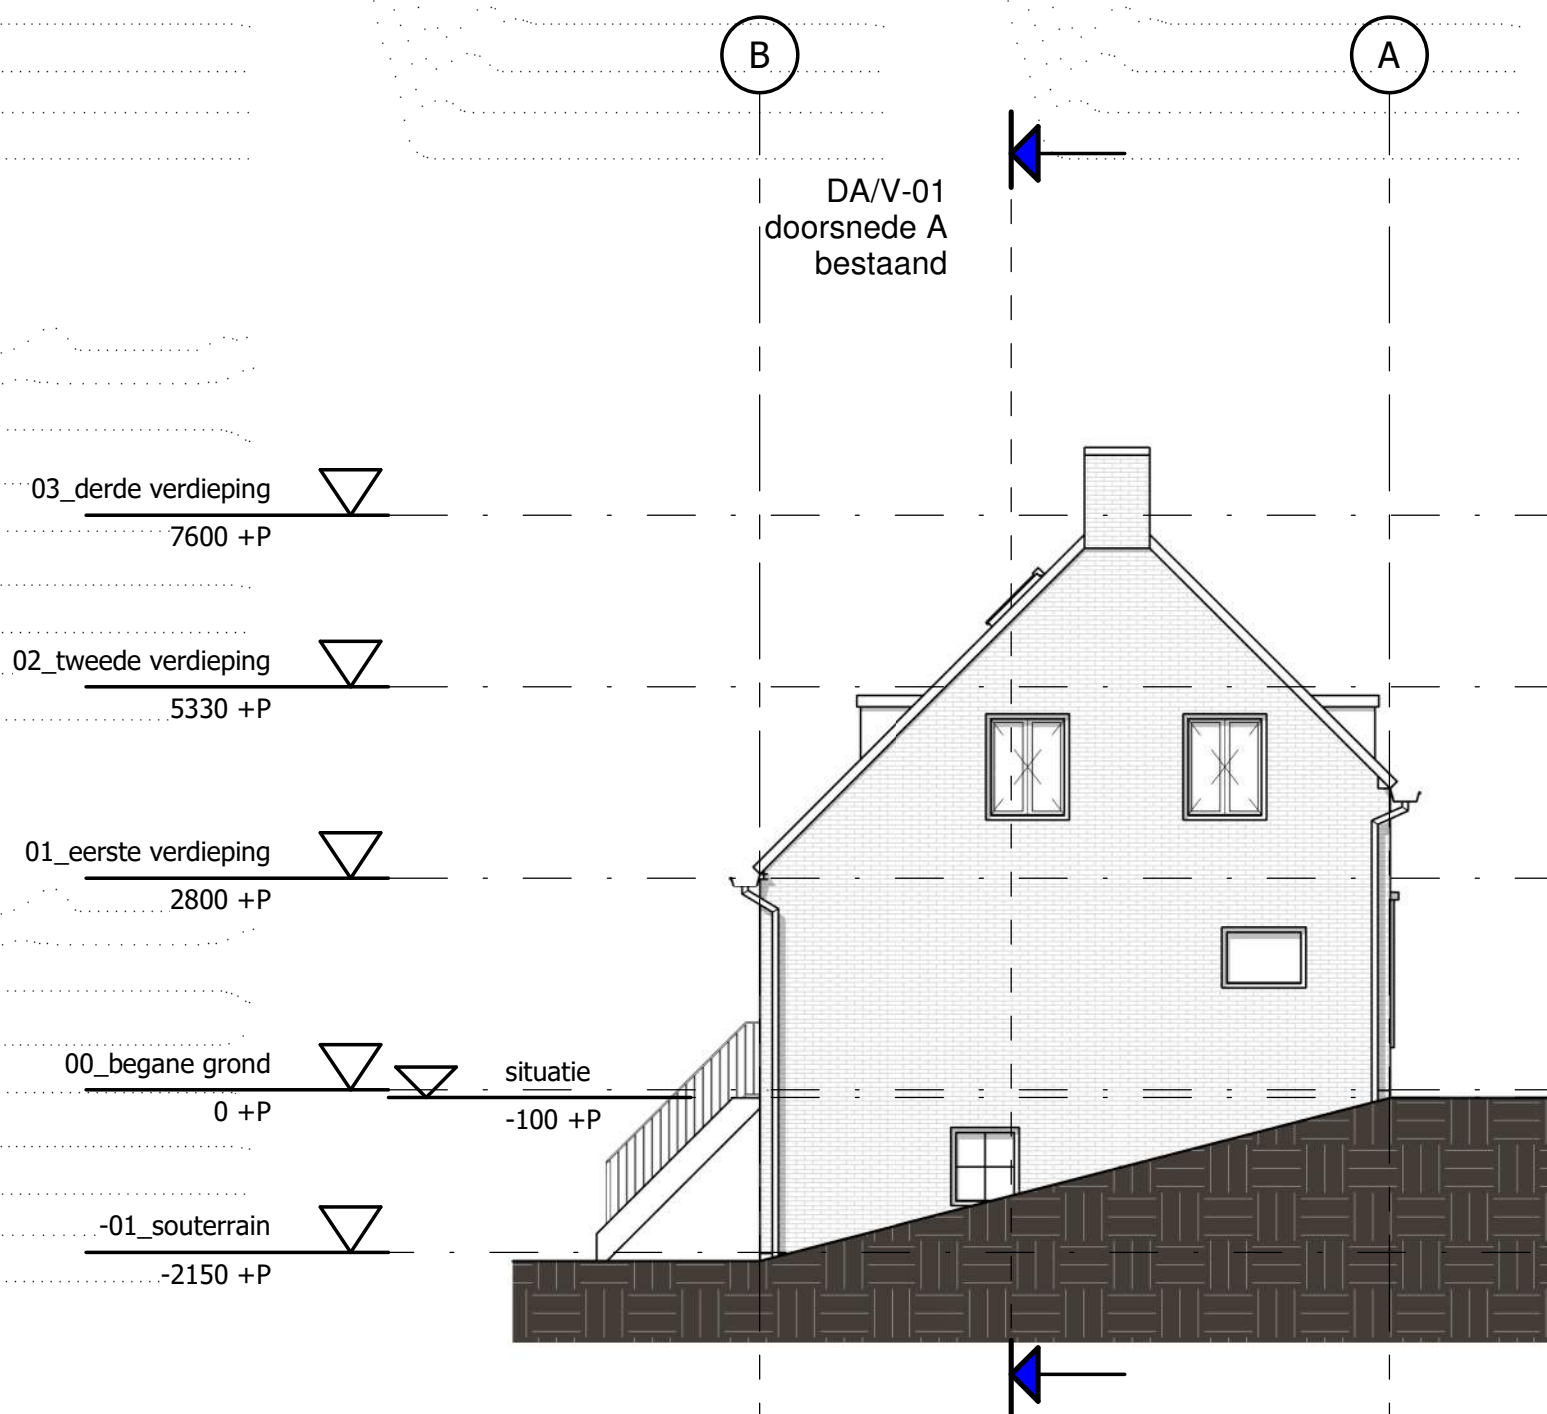 B
A
DA/V-01
doorsnede A
bestaand
03_derde verdieping
7600 +P
02_tweede verdieping
5330 +P
01_eerste verdieping
2800 +P
00_begane grond
0 +P
situatie
-100 +P
-01_souterrain
-2150 +P